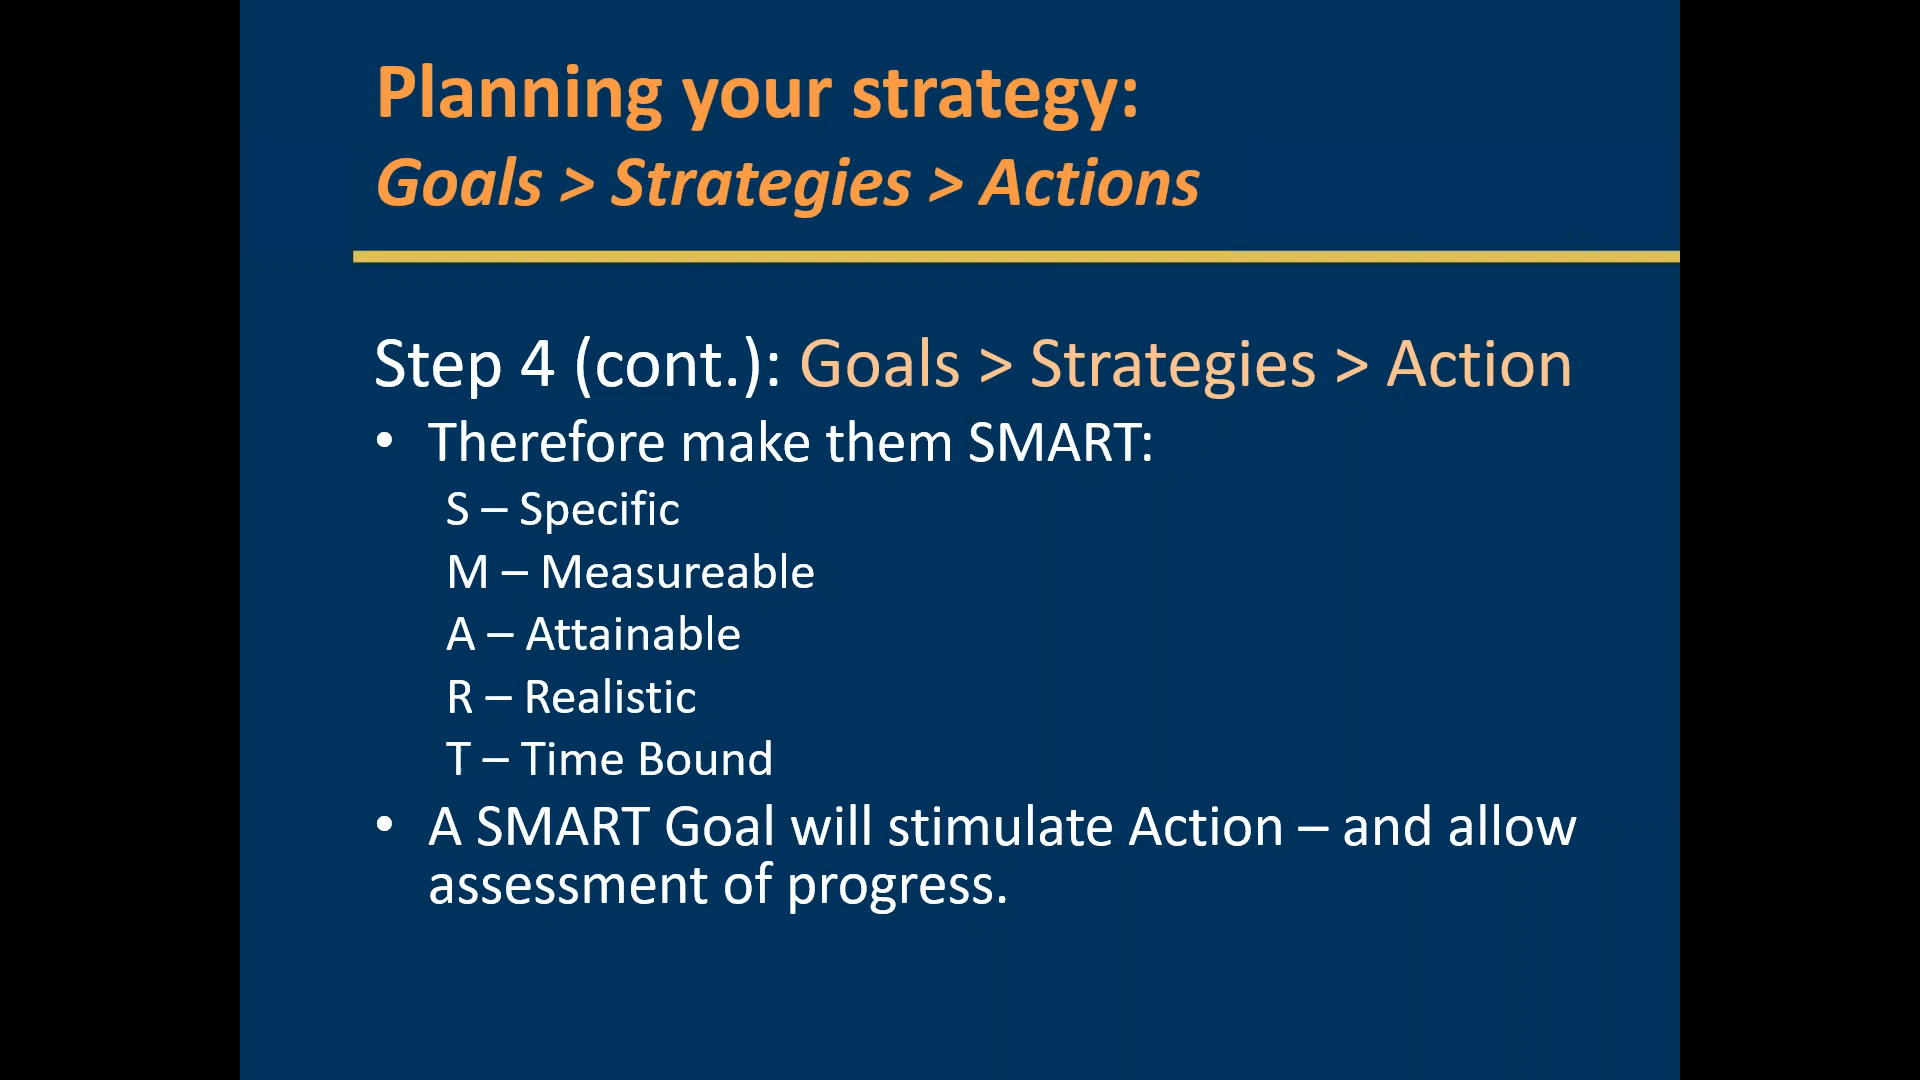 Planning your strategy:
Goals > Strategies > Actions
Step 4 (cont.): Goals > Strategies > Action
• Therefore make them SMART:
S – Specific
M – Measureable
A – Attainable
R – Realistic
T – Time Bound
• A SMART Goal will stimulate Action – and allow
assessment of progress.